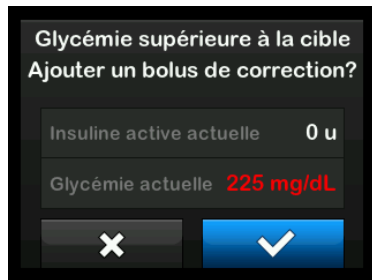 Glycémie supérieure à la cible
Ajouter un bolus de correction?
Insuline active actuelle 0 u
Glycémie actuelle 225 mg/dL